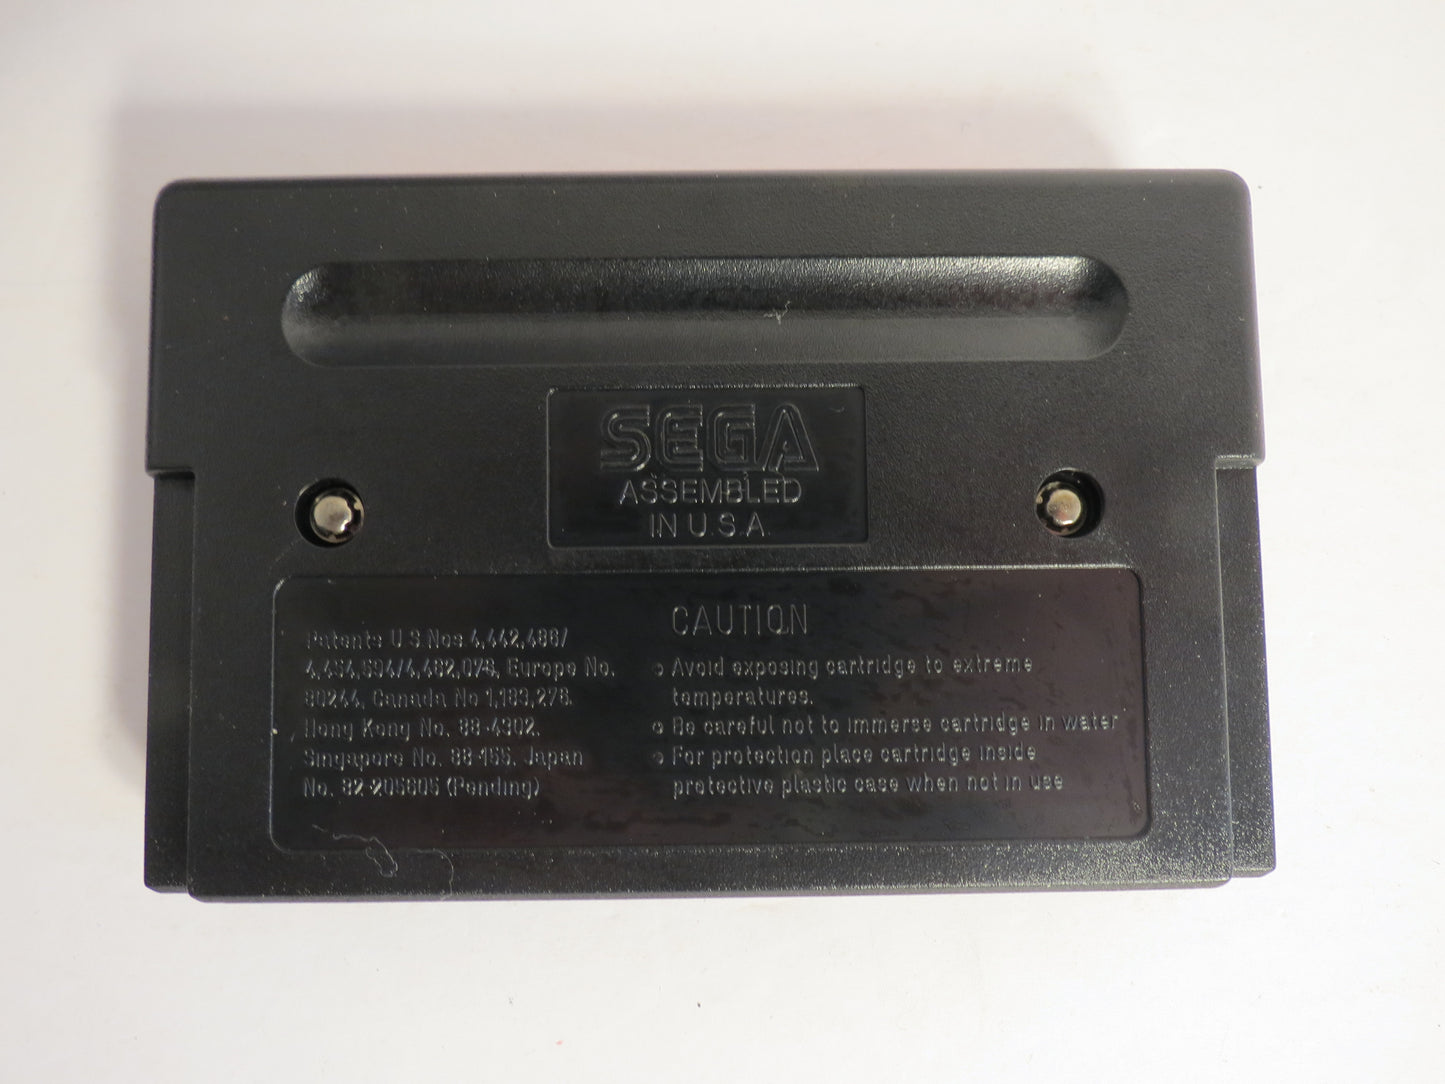 SEGA
ASSEMBLED
IN U.S.A.
Patents U.S. Nos. 4,442,486/
4,454,594/4,462,076, Europe No.
80244, Canada No. 1,183,276,
Hong Kong No. 88-4302,
Singapore No. 88-155, Japan
No. 82-205605 (Pending)
CAUTION
Avoid exposing cartridge to extreme
temperatures.
Be careful not to immerse cartridge in water
For protection place cartridge inside
protective plastic case when not in use